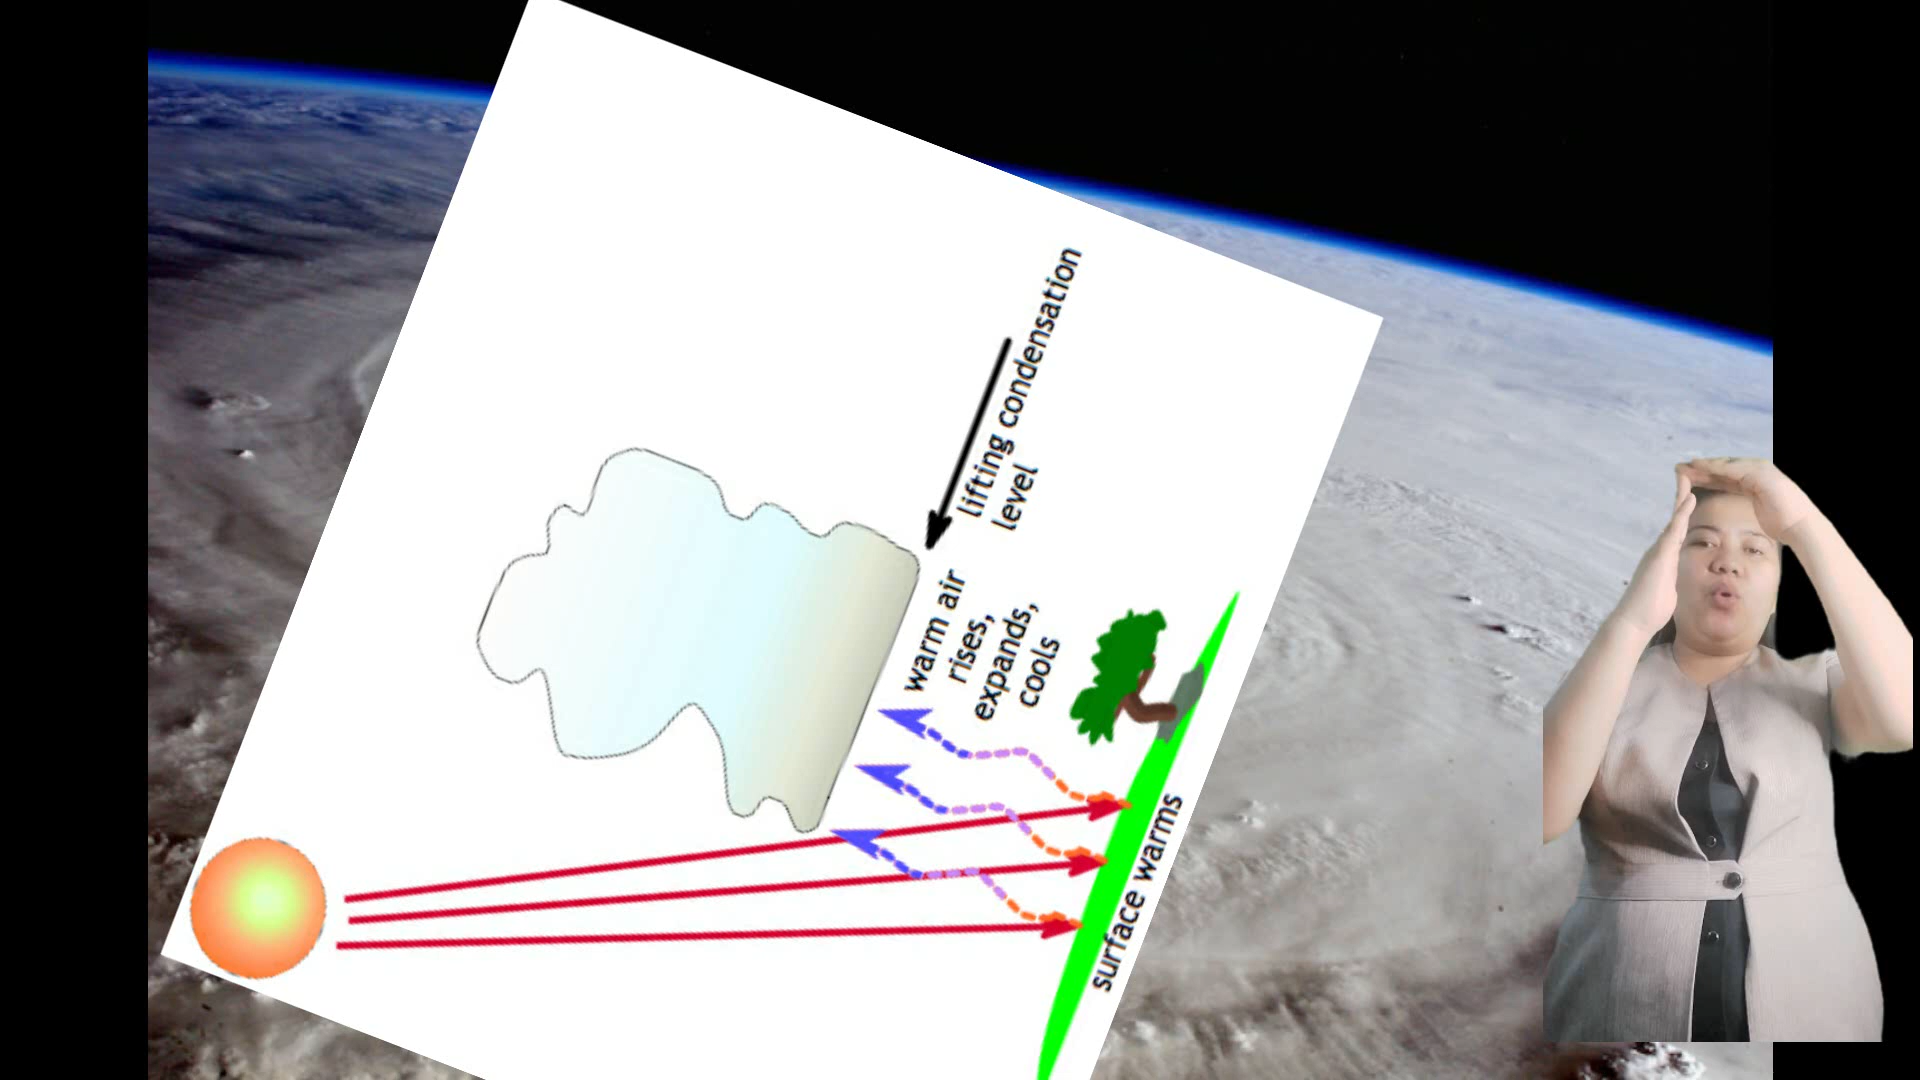 lifting condensation
level
warm air
rises,
expands,
cools
surface warms